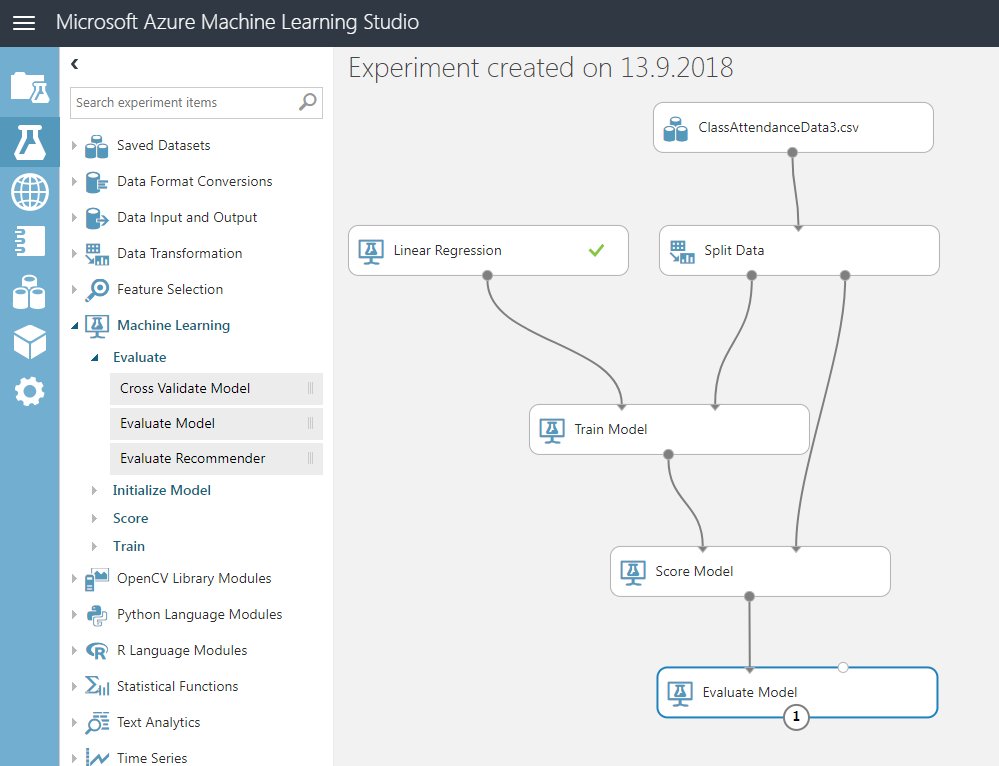 Microsoft Azure Machine Learning Studio
Search experiment items
Saved Datasets
Data Format Conversions
Data Input and Output
Data Transformation
Feature Selection
Machine Learning
Evaluate
Cross Validate Model
Evaluate Model
Evaluate Recommender
Initialize Model
Score
Train
OpenCV Library Modules
Python Language Modules
R Language Modules
Statistical Functions
Text Analytics
Time Series
Experiment created on 13.9.2018
ClassAttendanceData3.csv
Linear Regression
Split Data
Train Model
Score Model
Evaluate Model
1